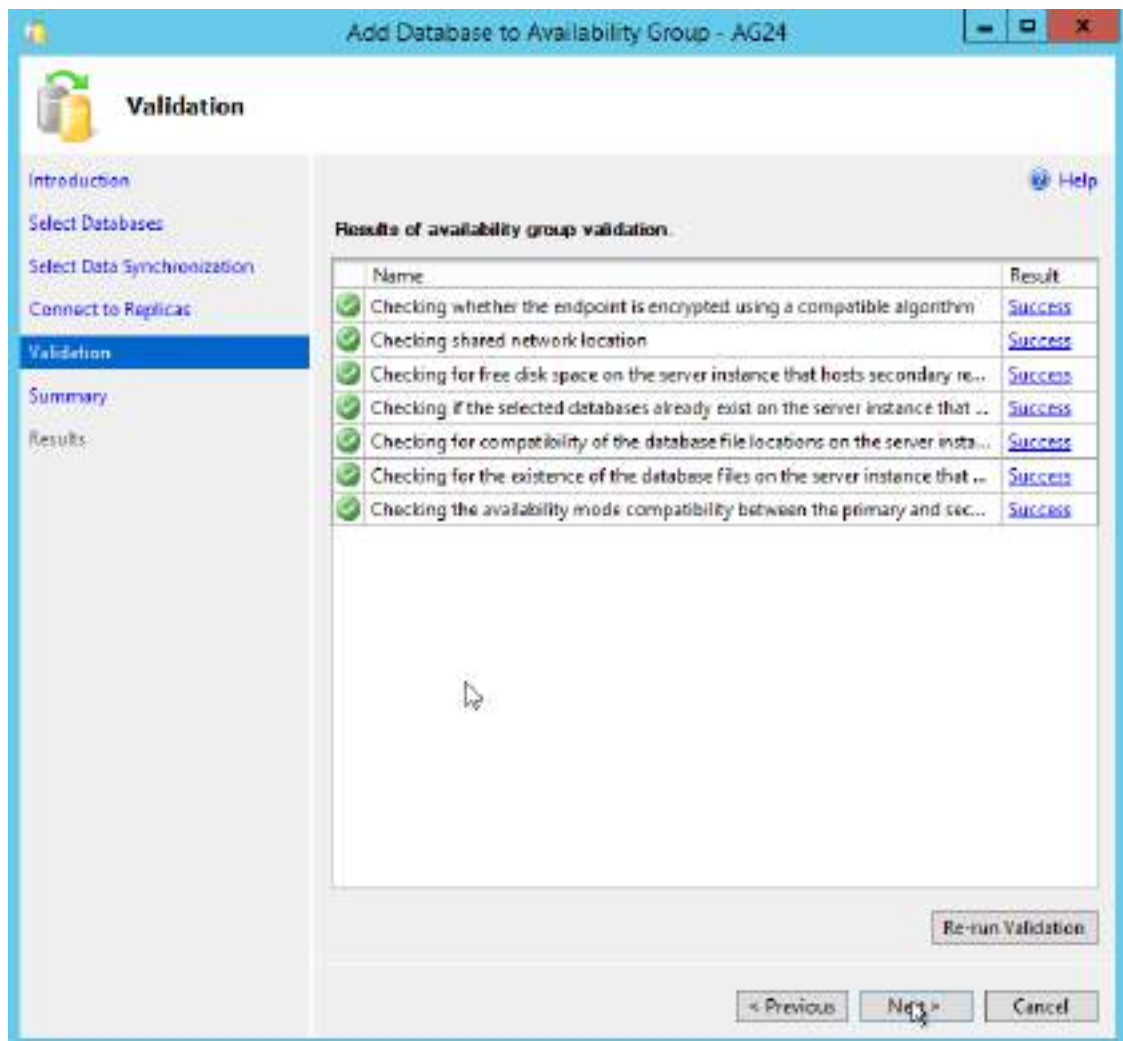 Add Database to Availability Group - AG24
Validation
Introduction
Select Databases
Select Data Synchronization
Connect to Replicas
Validation
Summary
Results
Help
Results of availability group validation.
Name Result
Checking whether the endpoint is encrypted using a compatible algorithm Success
Checking shared network location Success
Checking for free disk space on the server instance that hosts secondary re... Success
Checking if the selected databases already exist on the server instance that ... Success
Checking for compatibility of the database file locations on the server insta... Success
Checking for the existence of the database files on the server instance that ... Success
Checking the availability mode compatibility between the primary and sec... Success
Re-run Validation
< Previous Next > Cancel